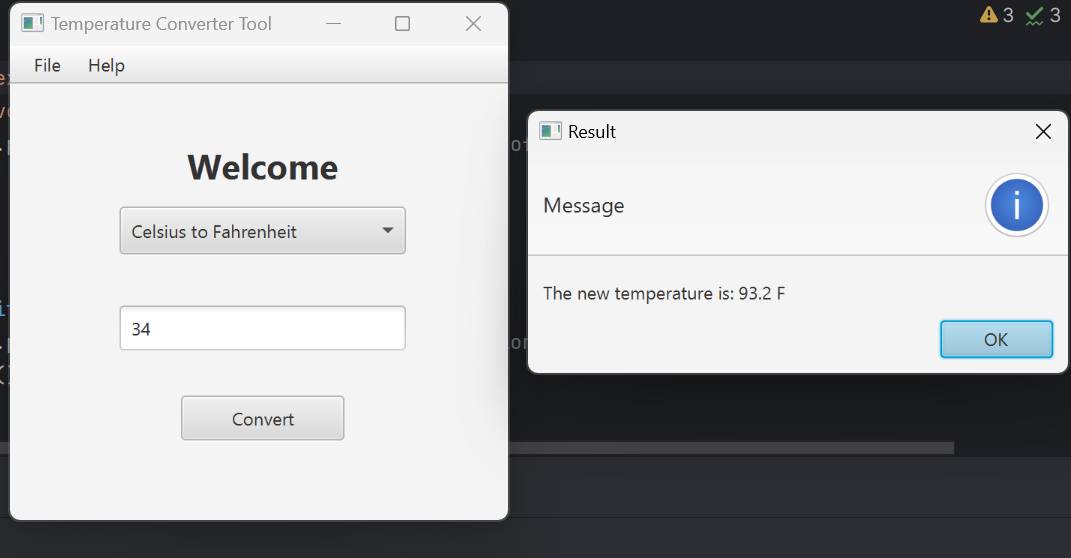 Temperature Converter Tool
File Help
Welcome
Celsius to Fahrenheit
34
Convert
3 3
Result
Message
i
The new temperature is: 93.2 F
OK